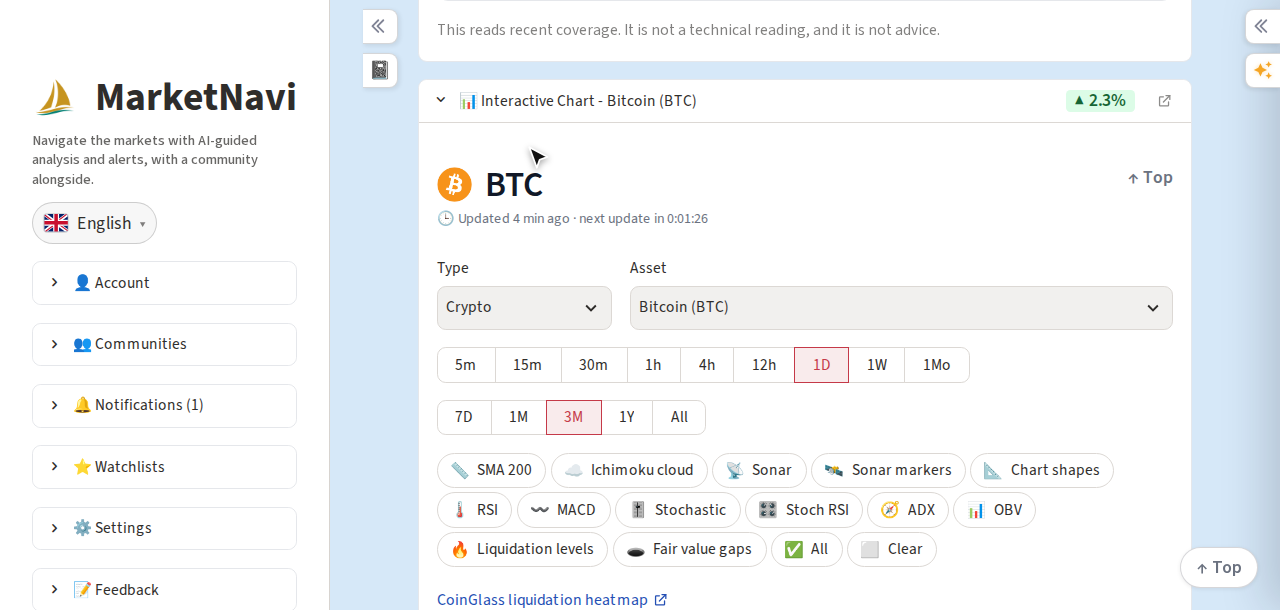 This reads recent coverage. It is not a technical reading, and it is not advice.
MarketNavi
Navigate the markets with AI-guided
analysis and alerts, with a community
alongside.
English
Account
Communities
Notifications (1)
Watchlists
Settings
Feedback
Interactive Chart - Bitcoin (BTC)
▲ 2.3%
BTC
↑ Top
Updated 4 min ago · next update in 0:01:26
Type
Asset
Crypto
Bitcoin (BTC)
5m 15m 30m 1h 4h 12h 1D 1W 1Mo
7D 1M 3M 1Y All
SMA 200 Ichimoku cloud Sonar Sonar markers Chart shapes
RSI MACD Stochastic Stoch RSI ADX OBV
Liquidation levels Fair value gaps All Clear
CoinGlass liquidation heatmap
↑ Top